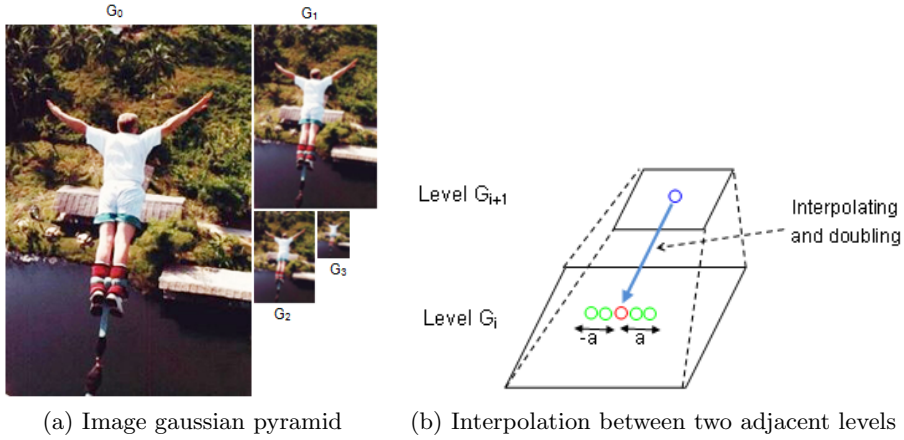 G₀
G₁
G₂
G₃
Level Gᵢ₊₁
Interpolating
and doubling
Level Gᵢ
-a
a
(a) Image gaussian pyramid
(b) Interpolation between two adjacent levels